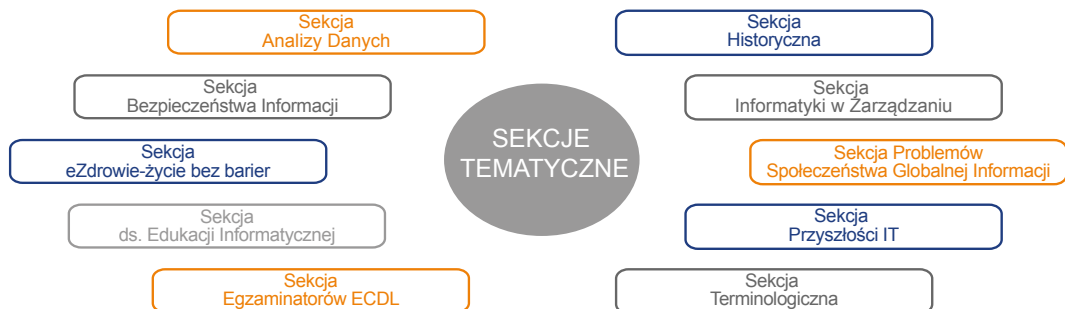 Sekcja
Analizy Danych
Sekcja
Bezpieczeństwa Informacji
Sekcja
eZdrowie-życie bez barier
Sekcja
ds. Edukacji Informatycznej
Sekcja
Egzaminatorów ECDL
SEKCJE
TEMATYCZNE
Sekcja
Historyczna
Sekcja
Informatyki w Zarządzaniu
Sekcja Problemów
Społeczeństwa Globalnej Informacji
Sekcja
Przyszłości IT
Sekcja
Terminologiczna